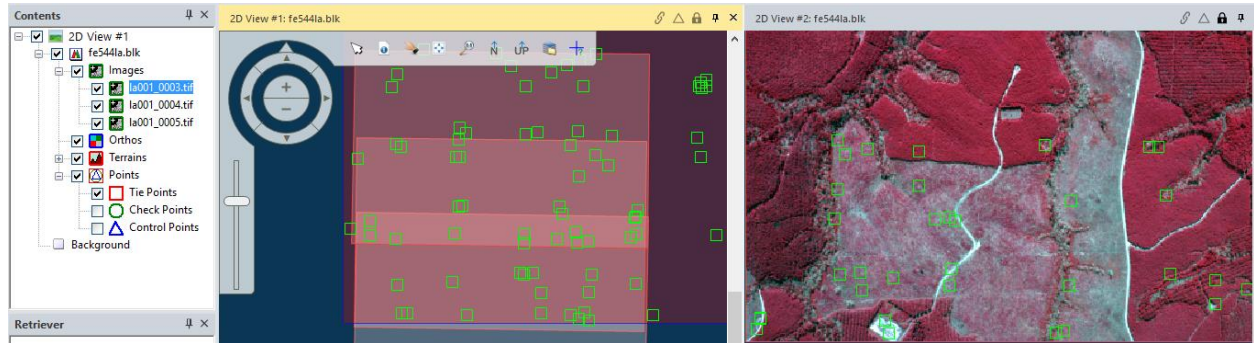 Contents
2D View #1
fe544la.blk
Images
la001_0003.tif
la001_0004.tif
la001_0005.tif
Orthos
Terrains
Points
Tie Points
Check Points
Control Points
Background
Retriever
2D View #1: fe544la.blk
N UP
2D View #2: fe544la.blk